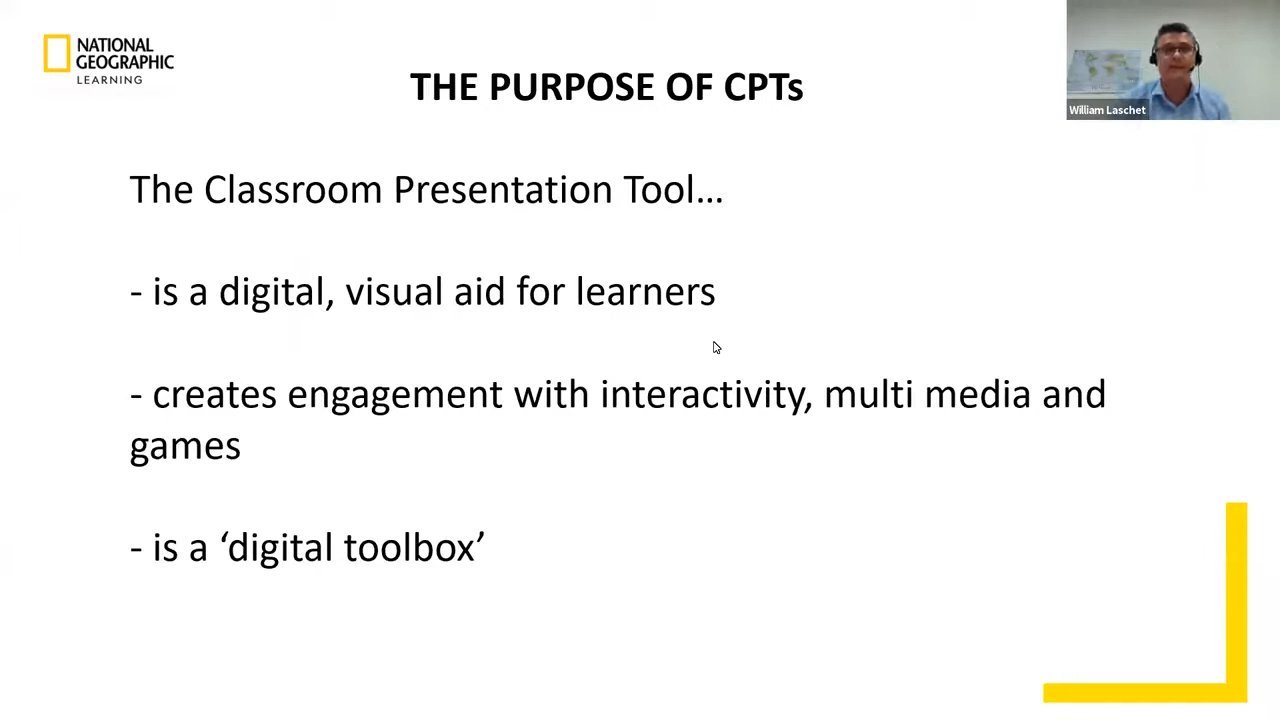 NATIONAL
GEOGRAPHIC
LEARNING
THE PURPOSE OF CPTs
William Laschet
The Classroom Presentation Tool...
- is a digital, visual aid for learners
- creates engagement with interactivity, multi media and
games
- is a ‘digital toolbox’